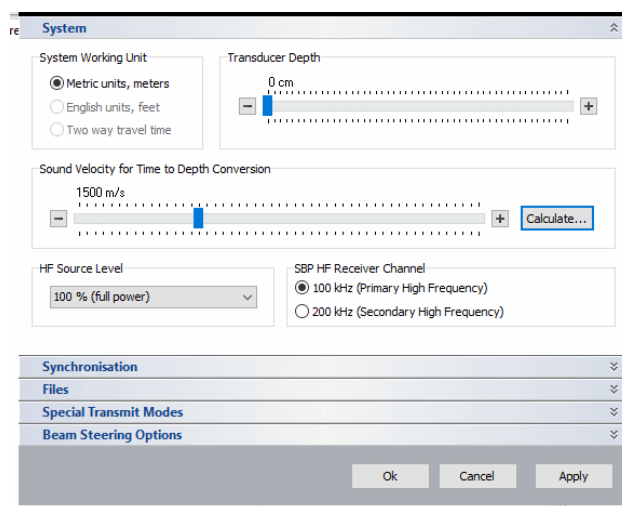 re
System
System Working Unit
Metric units, meters
English units, feet
Two way travel time
Transducer Depth
0 cm
Sound Velocity for Time to Depth Conversion
1500 m/s
Calculate...
HF Source Level
100 % (full power)
SBP HF Receiver Channel
100 kHz (Primary High Frequency)
200 kHz (Secondary High Frequency)
Synchronisation
Files
Special Transmit Modes
Beam Steering Options
Ok Cancel Apply